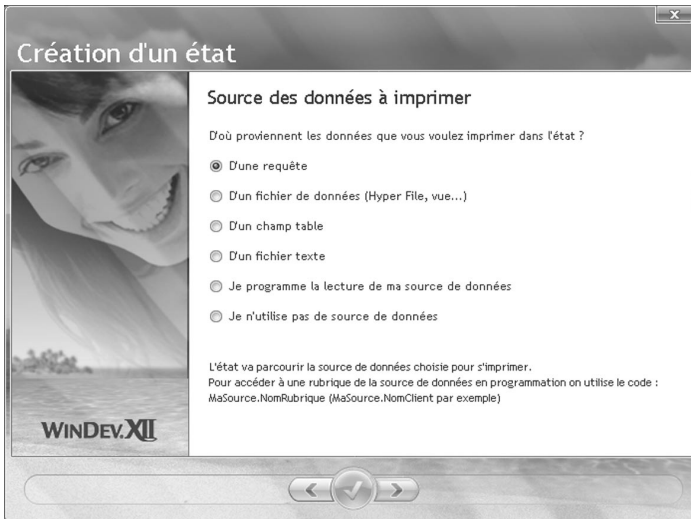 X
Création d'un état
Source des données à imprimer
D'où proviennent les données que vous voulez imprimer dans l'état ?
D'une requête
D'un fichier de données (Hyper File, vue...)
D'un champ table
D'un fichier texte
Je programme la lecture de ma source de données
Je n'utilise pas de source de données
L'état va parcourir la source de données choisie pour s'imprimer.
Pour accéder à une rubrique de la source de données en programmation on utilise le code :
MaSource.NomRubrique (MaSource.NomClient par exemple)
WINDEV.XII